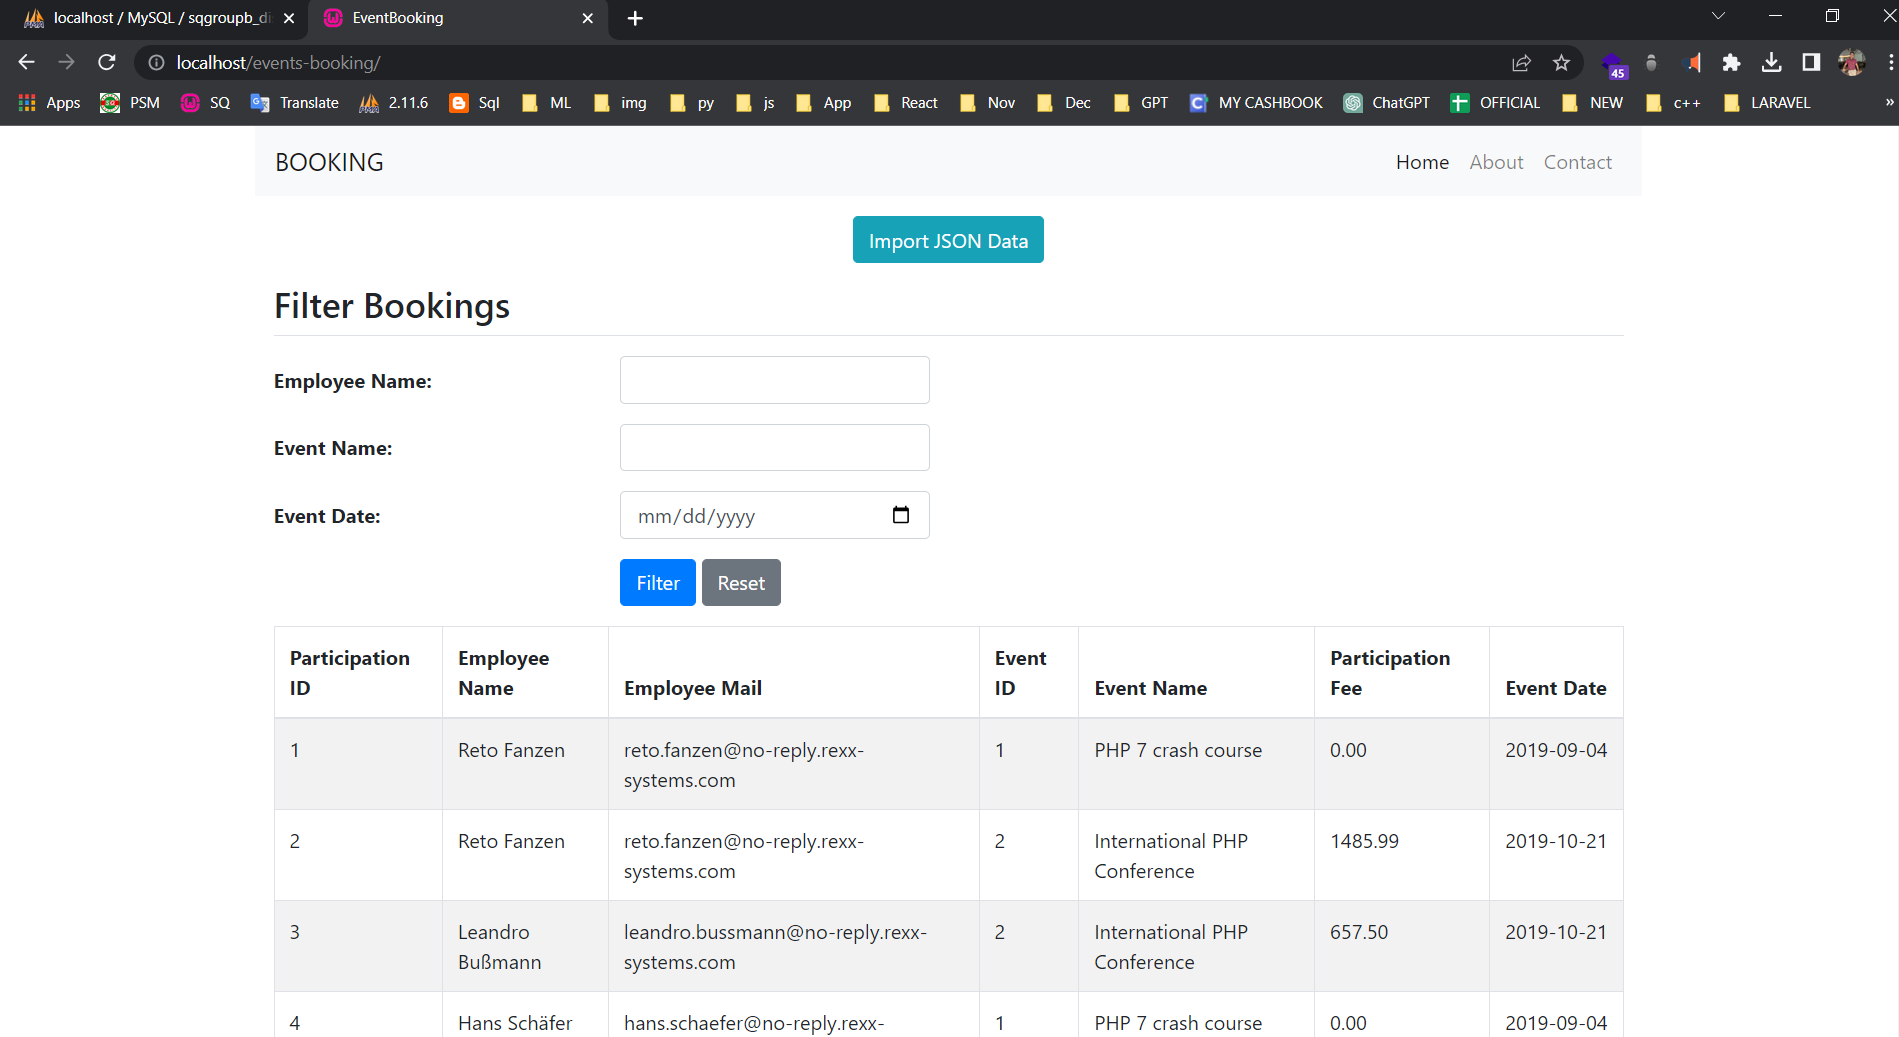 localhost / MySQL / sqgroupb_di
EventBooking
localhost/events-booking/
45
Apps PSM SQ Translate 2.11.6 Sql ML img py js App React Nov Dec GPT MY CASHBOOK ChatGPT OFFICIAL NEW c++ LARAVEL »
BOOKING Home About Contact
Import JSON Data
Filter Bookings
Employee Name:
Event Name:
Event Date: mm/dd/yyyy
Filter Reset
Participation Employee Event Participation
ID Name Employee Mail ID Event Name Fee Event Date
1 Reto Fanzen reto.fanzen@no-reply.rexx- 1 PHP 7 crash course 0.00 2019-09-04
systems.com
2 Reto Fanzen reto.fanzen@no-reply.rexx- 2 International PHP 1485.99 2019-10-21
systems.com Conference
3 Leandro leandro.bussmann@no-reply.rexx- 2 International PHP 657.50 2019-10-21
Bußmann systems.com Conference
4 Hans Schäfer hans.schaefer@no-reply.rexx- 1 PHP 7 crash course 0.00 2019-09-04